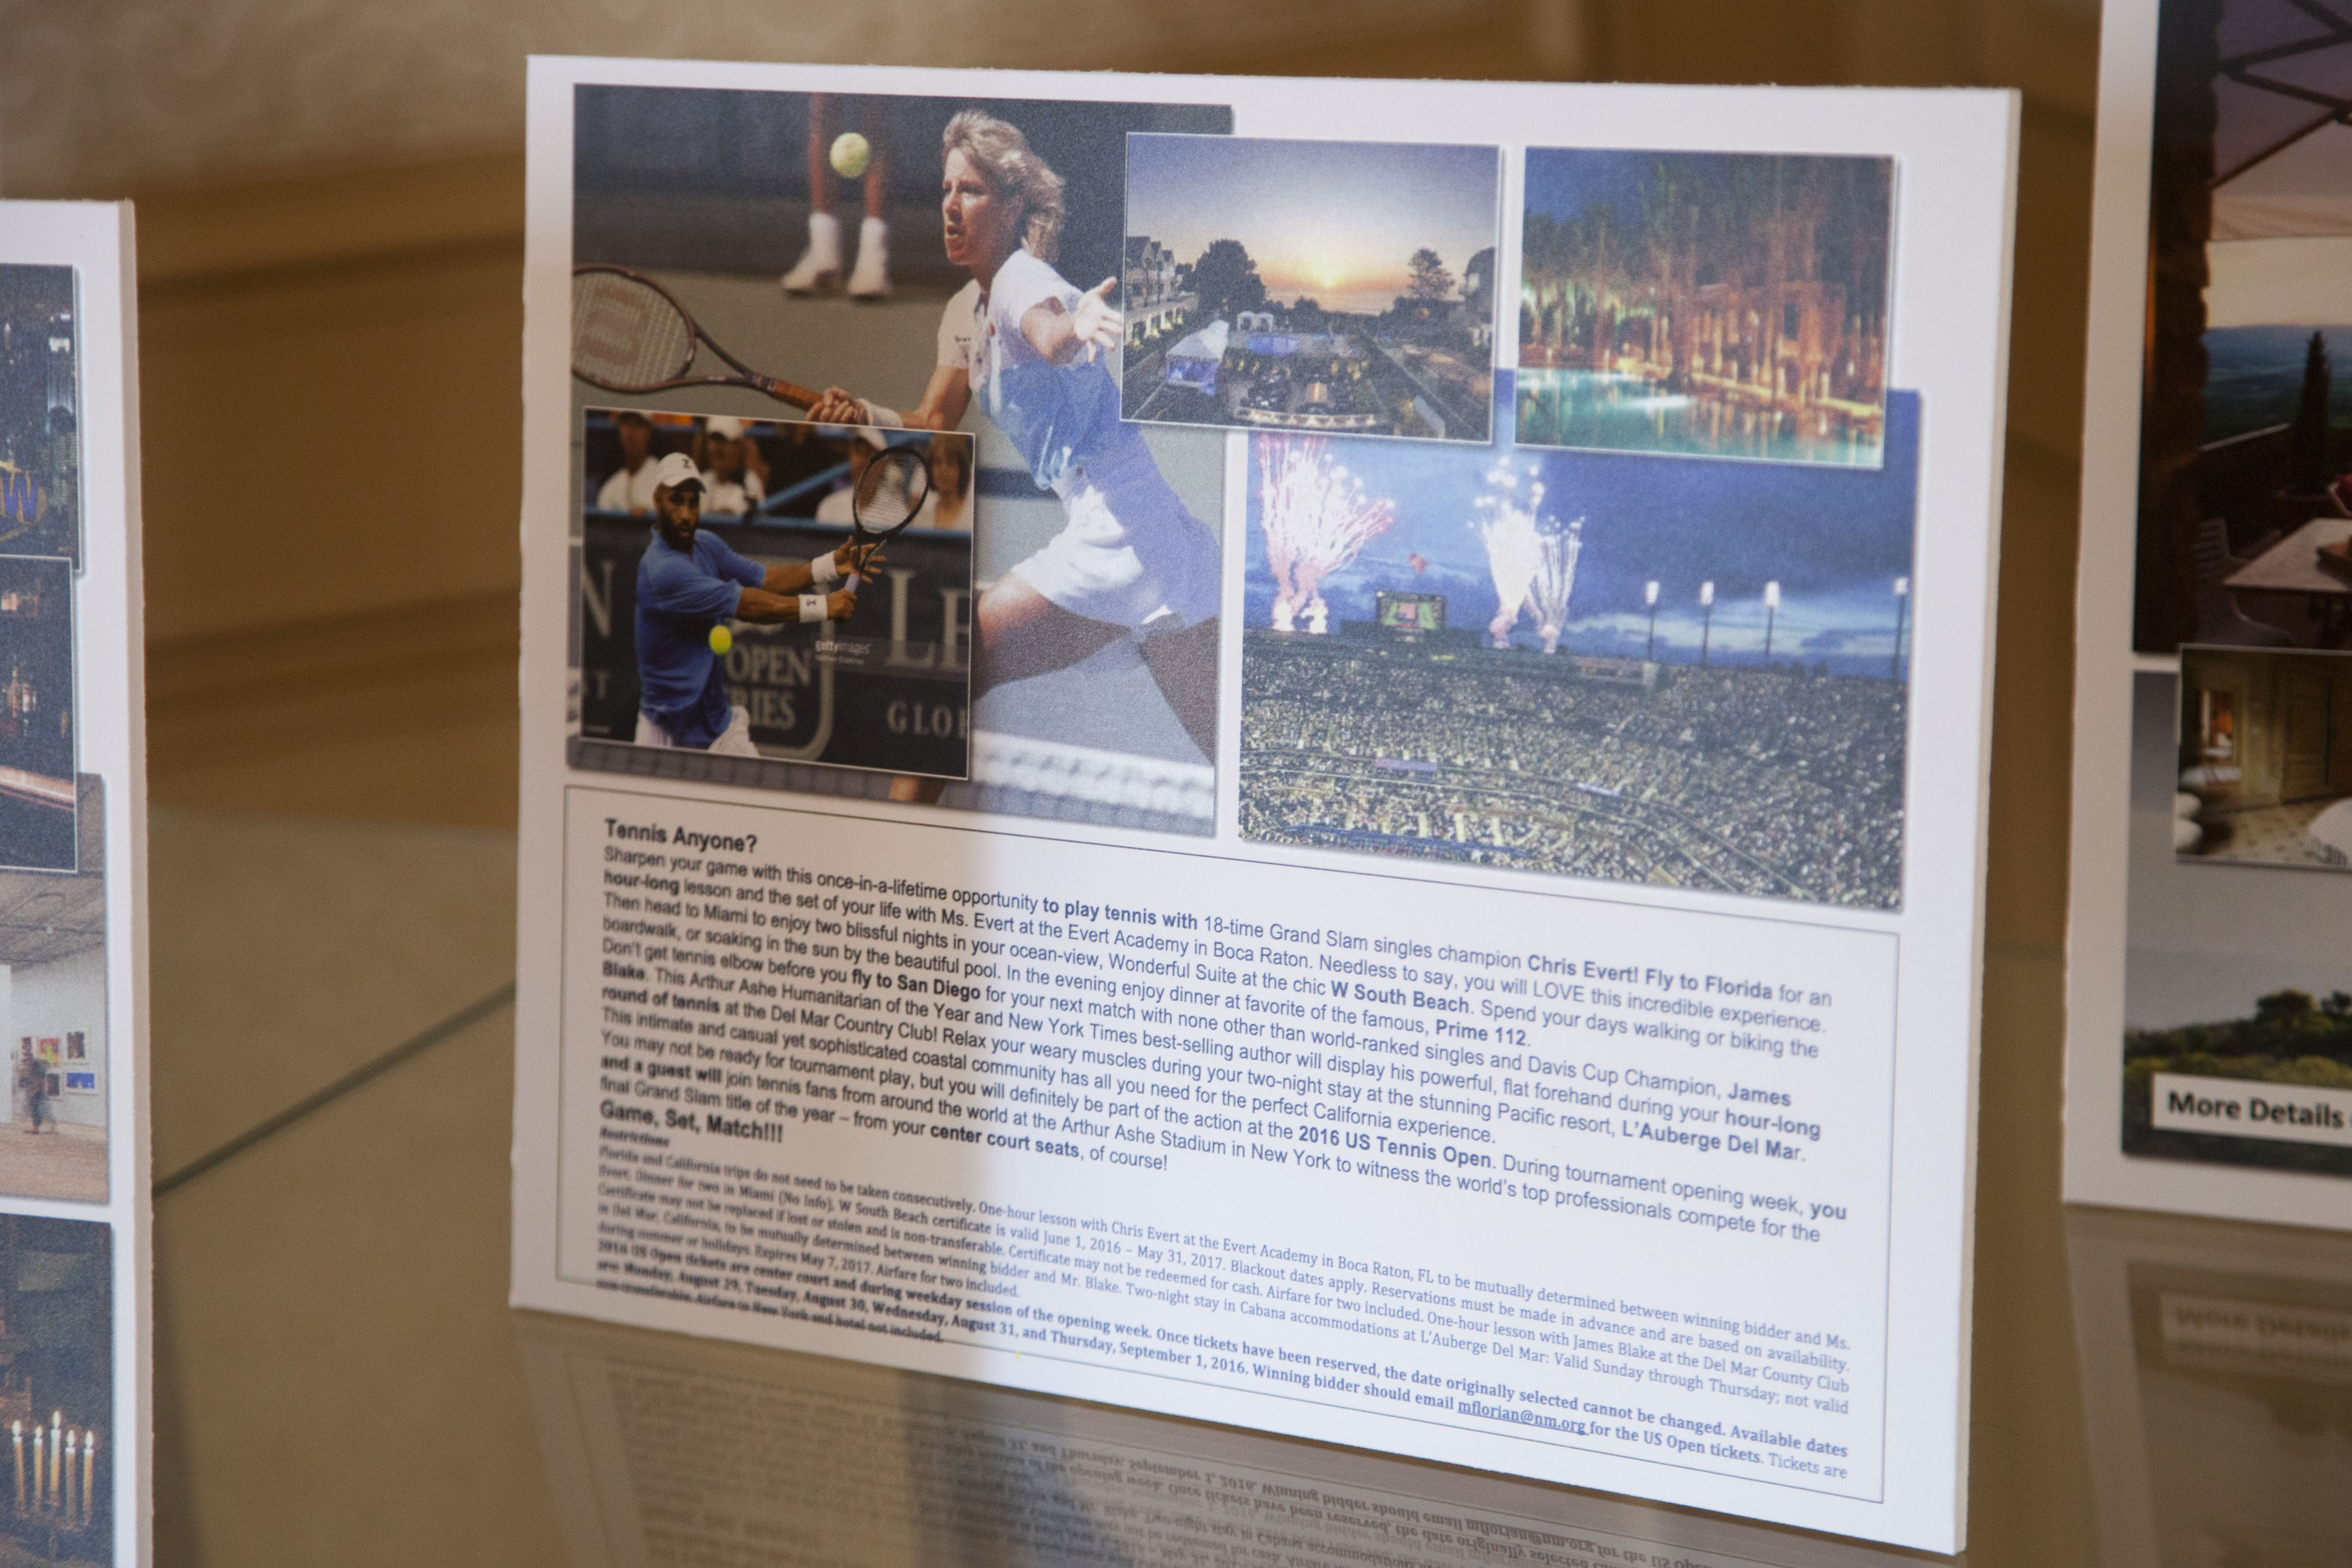 Tennis Anyone?
Sharpen your game with this once-in-a-lifetime opportunity to play tennis with 18-time Grand Slam singles champion Chris Evert! Fly to Florida for an
hour-long lesson and the set of your life with Ms. Evert at the Evert Academy in Boca Raton. Needless to say, you will LOVE this incredible experience.
Then head to Miami to enjoy two blissful nights in your ocean-view, Wonderful Suite at the chic W South Beach. Spend your days walking or biking the
boardwalk, or soaking in the sun by the beautiful pool. In the evening enjoy dinner at favorite of the famous, Prime 112.
Don't get tennis elbow before you fly to San Diego for your next match with none other than world-ranked singles and Davis Cup Champion, James
Blake. This Arthur Ashe Humanitarian of the Year and New York Times best-selling author will display his powerful, flat forehand during your hour-long
round of tennis at the Del Mar Country Club! Relax your weary muscles during your two-night stay at the stunning Pacific resort, L'Auberge Del Mar.
This intimate and casual yet sophisticated coastal community has all you need for the perfect California experience.
You may not be ready for tournament play, but you will definitely be part of the action at the 2016 US Tennis Open. During tournament opening week, you
and a guest will join tennis fans from around the world at the Arthur Ashe Stadium in New York to witness the world's top professionals compete for the
final Grand Slam title of the year – from your center court seats, of course!
Game, Set, Match!!!
Restrictions
Florida and California trips do not need to be taken consecutively. One-hour lesson with Chris Evert at the Evert Academy in Boca Raton, FL to be mutually determined between winning bidder and Ms.
Evert. Dinner for two in Miami (No Info). W South Beach certificate is valid June 1, 2016 – May 31, 2017. Blackout dates apply. Reservations must be made in advance and are based on availability.
Certificate may not be replaced if lost or stolen and is non-transferable. Certificate may not be redeemed for cash. Airfare for two included. One-hour lesson with James Blake at the Del Mar County Club
in Del Mar, California, to be mutually determined between winning bidder and Mr. Blake. Two-night stay in Cabana accommodations at L'Auberge Del Mar: Valid Sunday through Thursday; not valid
during summer or holidays. Expires May 7, 2017. Airfare for two included.
2016 US Open tickets are center court and during weekday session of the opening week. Once tickets have been reserved, the date originally selected cannot be changed. Available dates
are: Monday, August 29, Tuesday, August 30, Wednesday, August 31, and Thursday, September 1, 2016. Winning bidder should email mflorian@nm.org for the US Open tickets. Tickets are
non-transferable. Airfare to New York and hotel not included.
gettyimages
OPEN
GLO
W
More Details